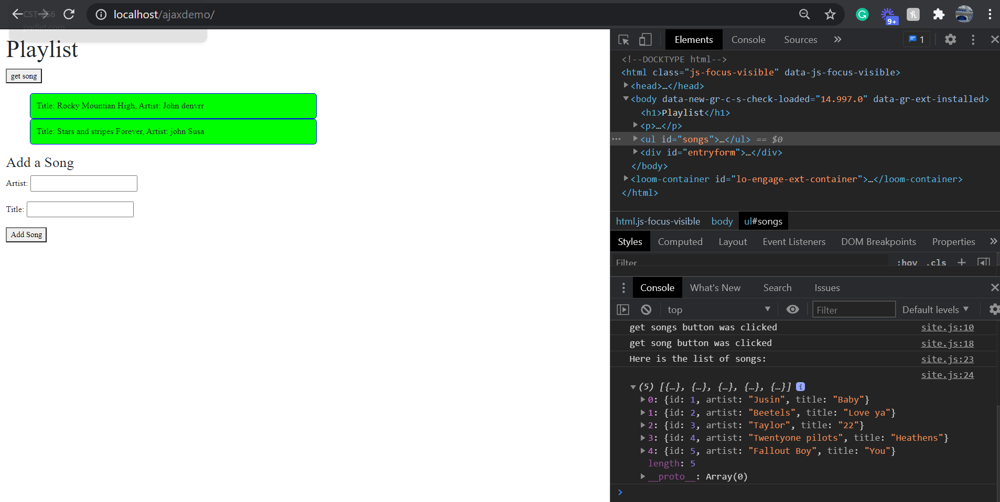 CST-256
padlet.com
localhost/ajaxdemo/
9+
Playlist
get song
Title: Rocky Mountian High, Artist: John denvrr
Title: Stars and stripes Forever, Artist: john Susa
Add a Song
Artist:
Title:
Add Song
Elements Console Sources » 1
<!--DOCKTYPE html-->
<html class="js-focus-visible" data-js-focus-visible>
<head>…</head>
<body data-new-gr-c-s-check-loaded="14.997.0" data-gr-ext-installed>
<h1>Playlist</h1>
<p>…</p>
<ul id="songs">…</ul> == $0
<div id="entryform">…</div>
</body>
<loom-container id="lo-engage-ext-container">…</loom-container>
</html>
html.js-focus-visible body ul#songs
Styles Computed Layout Event Listeners DOM Breakpoints Properties »
Filter :hov .cls +
Console What's New Search Issues
top Filter Default levels
get songs button was clicked site.js:10
get song button was clicked site.js:18
Here is the list of songs: site.js:23
site.js:24
(5) [{…}, {…}, {…}, {…}, {…}] i
0: {id: 1, artist: "Jusin", title: "Baby"}
1: {id: 2, artist: "Beetels", title: "Love ya"}
2: {id: 3, artist: "Taylor", title: "22"}
3: {id: 4, artist: "Twentyone pilots", title: "Heathens"}
4: {id: 5, artist: "Fallout Boy", title: "You"}
length: 5
__proto__: Array(0)